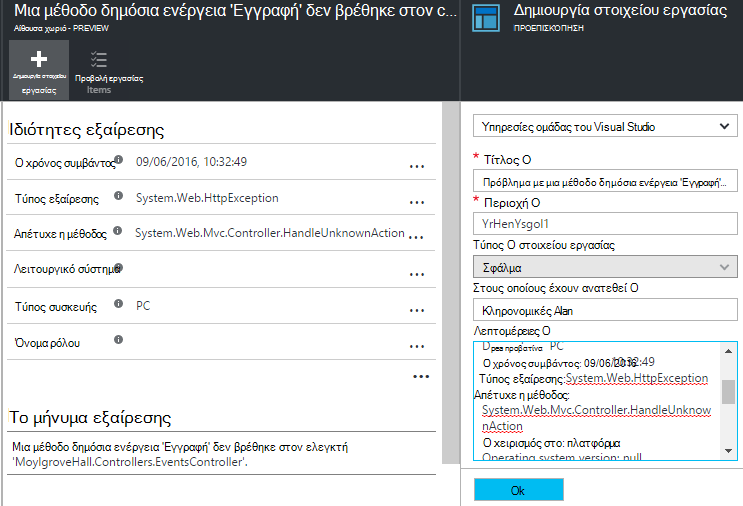 Μια μέθοδο δημόσια ενέργεια 'Εγγραφή' δεν βρέθηκε στον c...
Αίθουσα χωριό - PREVIEW
Δημιουργία στοιχείου
εργασίας
Προβολή εργασίας
Items
Ιδιότητες εξαίρεσης
Ο χρόνος συμβάντος 09/06/2016, 10:32:49 ...
Τύπος εξαίρεσης System.Web.HttpException ...
Απέτυχε η μέθοδος System.Web.Mvc.Controller.HandleUnknownAction ...
Λειτουργικό σύστημα ...
Τύπος συσκευής PC ...
Όνομα ρόλου ...
...
Το μήνυμα εξαίρεσης
Μια μέθοδο δημόσια ενέργεια 'Εγγραφή' δεν βρέθηκε στον ελεγκτή
'MoylgroveHall.Controllers.EventsController'.
Δημιουργία στοιχείου εργασίας
ΠΡΟΕΠΙΣΚΟΠΗΣΗ
Υπηρεσίες ομάδας του Visual Studio
* Τίτλος Ο
Πρόβλημα με μια μέθοδο δημόσια ενέργεια 'Εγγραφή'...
* Περιοχή Ο
YrHenYsgol1
Τύπος Ο στοιχείου εργασίας
Σφάλμα
Στους οποίους έχουν ανατεθεί Ο
Κληρονομικές Alan
Λεπτομέρειες Ο
προβατίνα PC
Ο χρόνος συμβάντος: 09/06/2016 10:32:49
Τύπος εξαίρεσης:System.Web.HttpException
Απέτυχε η μέθοδος:
System.Web.Mvc.Controller.HandleUnknow
nAction
Ο χειρισμός στο: πλατφόρμα
Operating system version: null
Ok